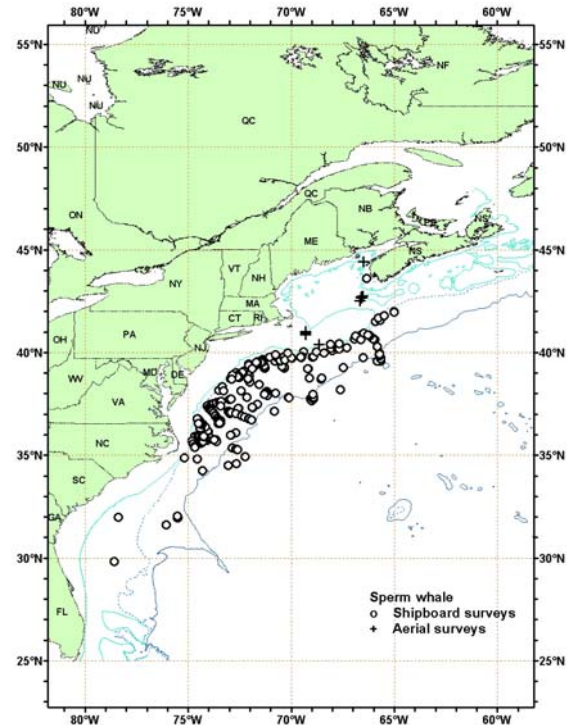 80°W 75°W 70°W 65°W 60°W
55°N 55°N
ND
NU
NU
NU
NF
QC
50°N 50°N
QC
NB
ON
ME
NS
45°N 45°N
NS
VT
NH
NY
MA
CT RI
OH
PA
NJ
40°N 40°N
MD
DE
WV
VA
NC
35°N 35°N
SC
GA
30°N 30°N
FL
Sperm whale
Shipboard surveys
Aerial surveys
25°N 25°N
80°W 75°W 70°W 65°W 60°W